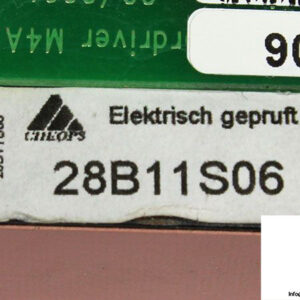 rdriver M4A
90
Elektrisch gepruft
CHEOPS
28B11S06